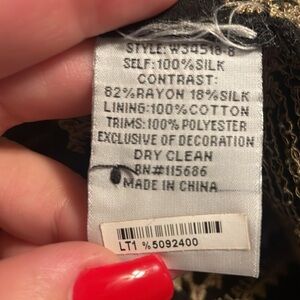 STYLE: W34518-8
SELF: 100%SILK
CONTRAST:
82%RAYON 18%SILK
LINING: 100%COTTON
TRIMS: 100% POLYESTER
EXCLUSIVE OF DECORATION
DRY CLEAN
RN#115686
MADE IN CHINA
LT1 %5092400